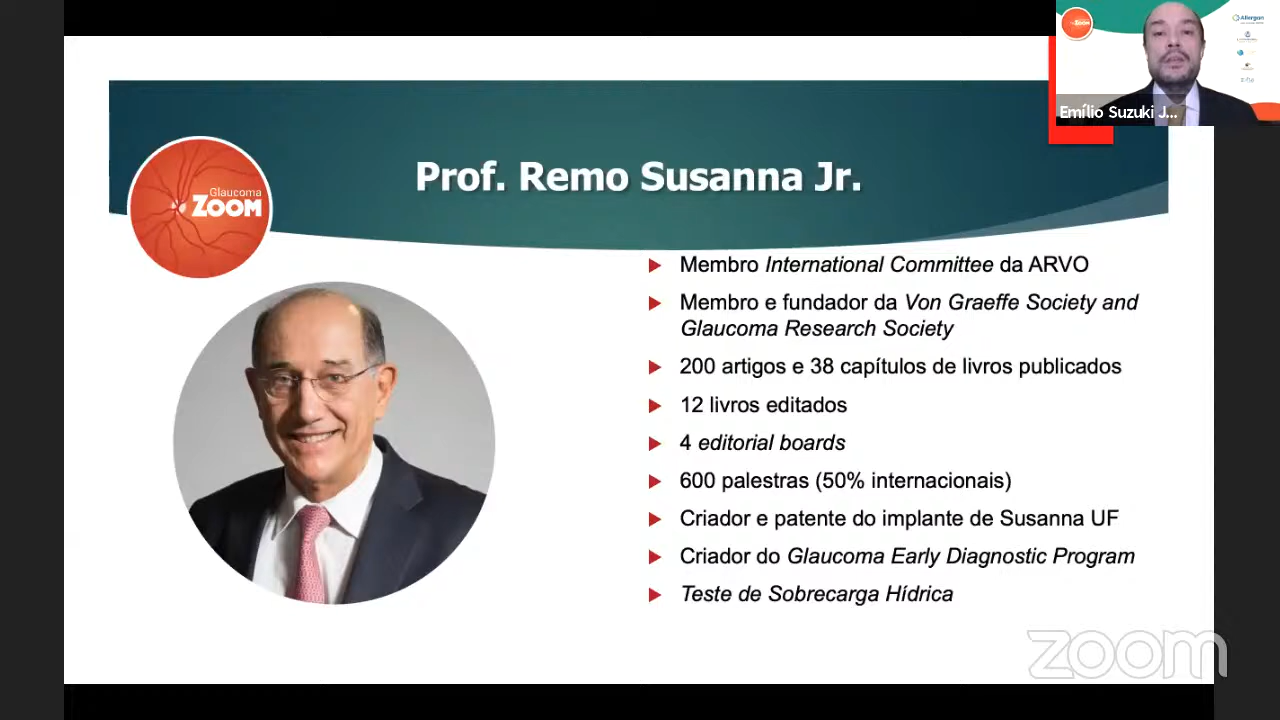 Prof. Remo Susanna Jr.
Glaucoma
ZOOM
Membro International Committee da ARVO
Membro e fundador da Von Graeffe Society and
Glaucoma Research Society
200 artigos e 38 capítulos de livros publicados
12 livros editados
4 editorial boards
600 palestras (50% internacionais)
Criador e patente do implante de Susanna UF
Criador do Glaucoma Early Diagnostic Program
Teste de Sobrecarga Hídrica
ZOOM
Allergan
Emílio Suzuki J...
zoom